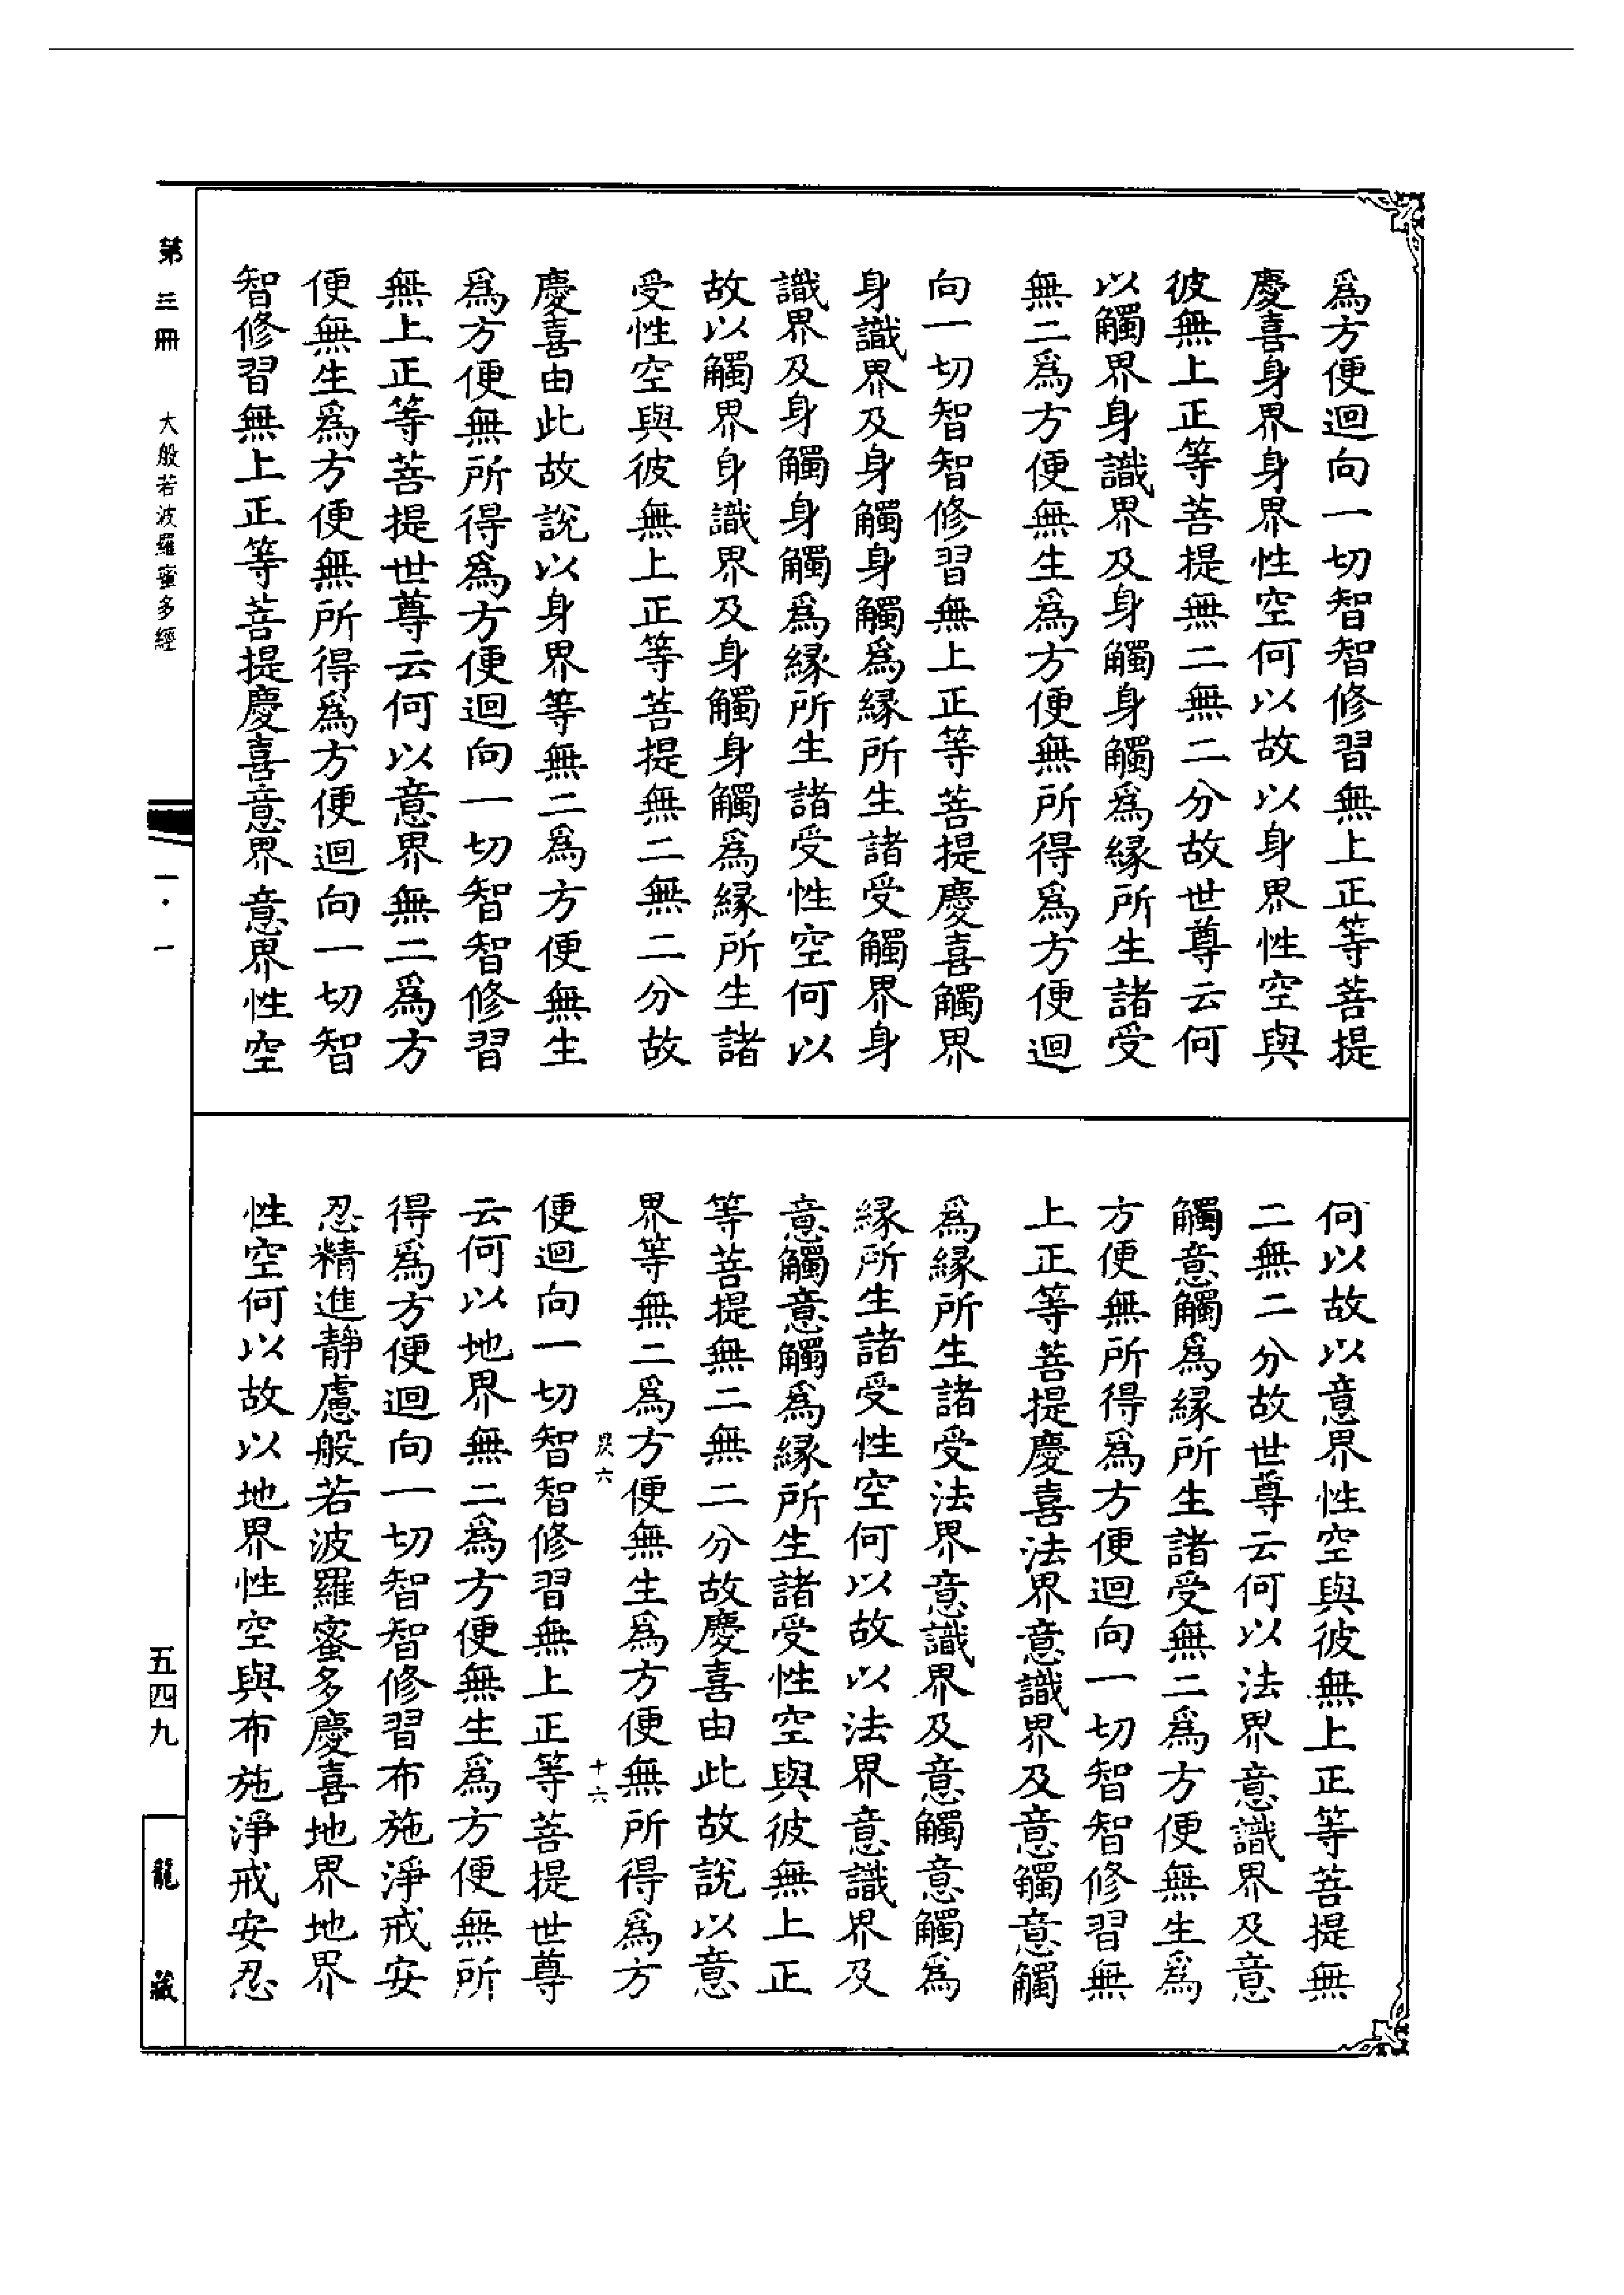 爲方便迴向一切智智修習無上正等菩提
慶喜身界身界性空何以故以身界性空與
彼無上正等菩提無二無二分故世尊云何
以觸界身識界及身觸身觸爲緣所生諸受
無二爲方便無生爲方便無所得爲方便迴
向一切智智修習無上正等菩提慶喜觸界
身識界及身觸身觸爲緣所生諸受觸界身
識界及身觸身觸爲緣所生諸受性空何以
故以觸界身識界及身觸身觸爲緣所生諸
受性空與彼無上正等菩提無二無二分故
慶喜由此故說以身界等無二爲方便無生
爲方便無所得爲方便迴向一切智智修習
無上正等菩提世尊云何以意界無二爲方
便無生爲方便無所得爲方便迴向一切智
智修習無上正等菩提慶喜意界意界性空
何以故以意界性空與彼無上正等菩提無
二無二分故世尊云何以法界意識界及意
觸意觸爲緣所生諸受無二爲方便無生爲
方便無所得爲方便迴向一切智智修習無
上正等菩提慶喜法界意識界及意觸意觸
爲緣所生諸受法界意識界及意觸意觸爲
緣所生諸受性空何以故以法界意識界及
意觸意觸爲緣所生諸受性空與彼無上正
等菩提無二無二分故慶喜由此故說以意
界等無二爲方便無生爲方便無所得爲方
六 十六
便迴向一切智智修習無上正等菩提世尊
云何以地界無二爲方便無生爲方便無所
得爲方便迴向一切智智修習布施淨戒安
忍精進靜慮般若波羅蜜多慶喜地界地界
性空何以故以地界性空與布施淨戒安忍
第三冊 大般若波羅蜜多經
一·一
五四九
龍藏